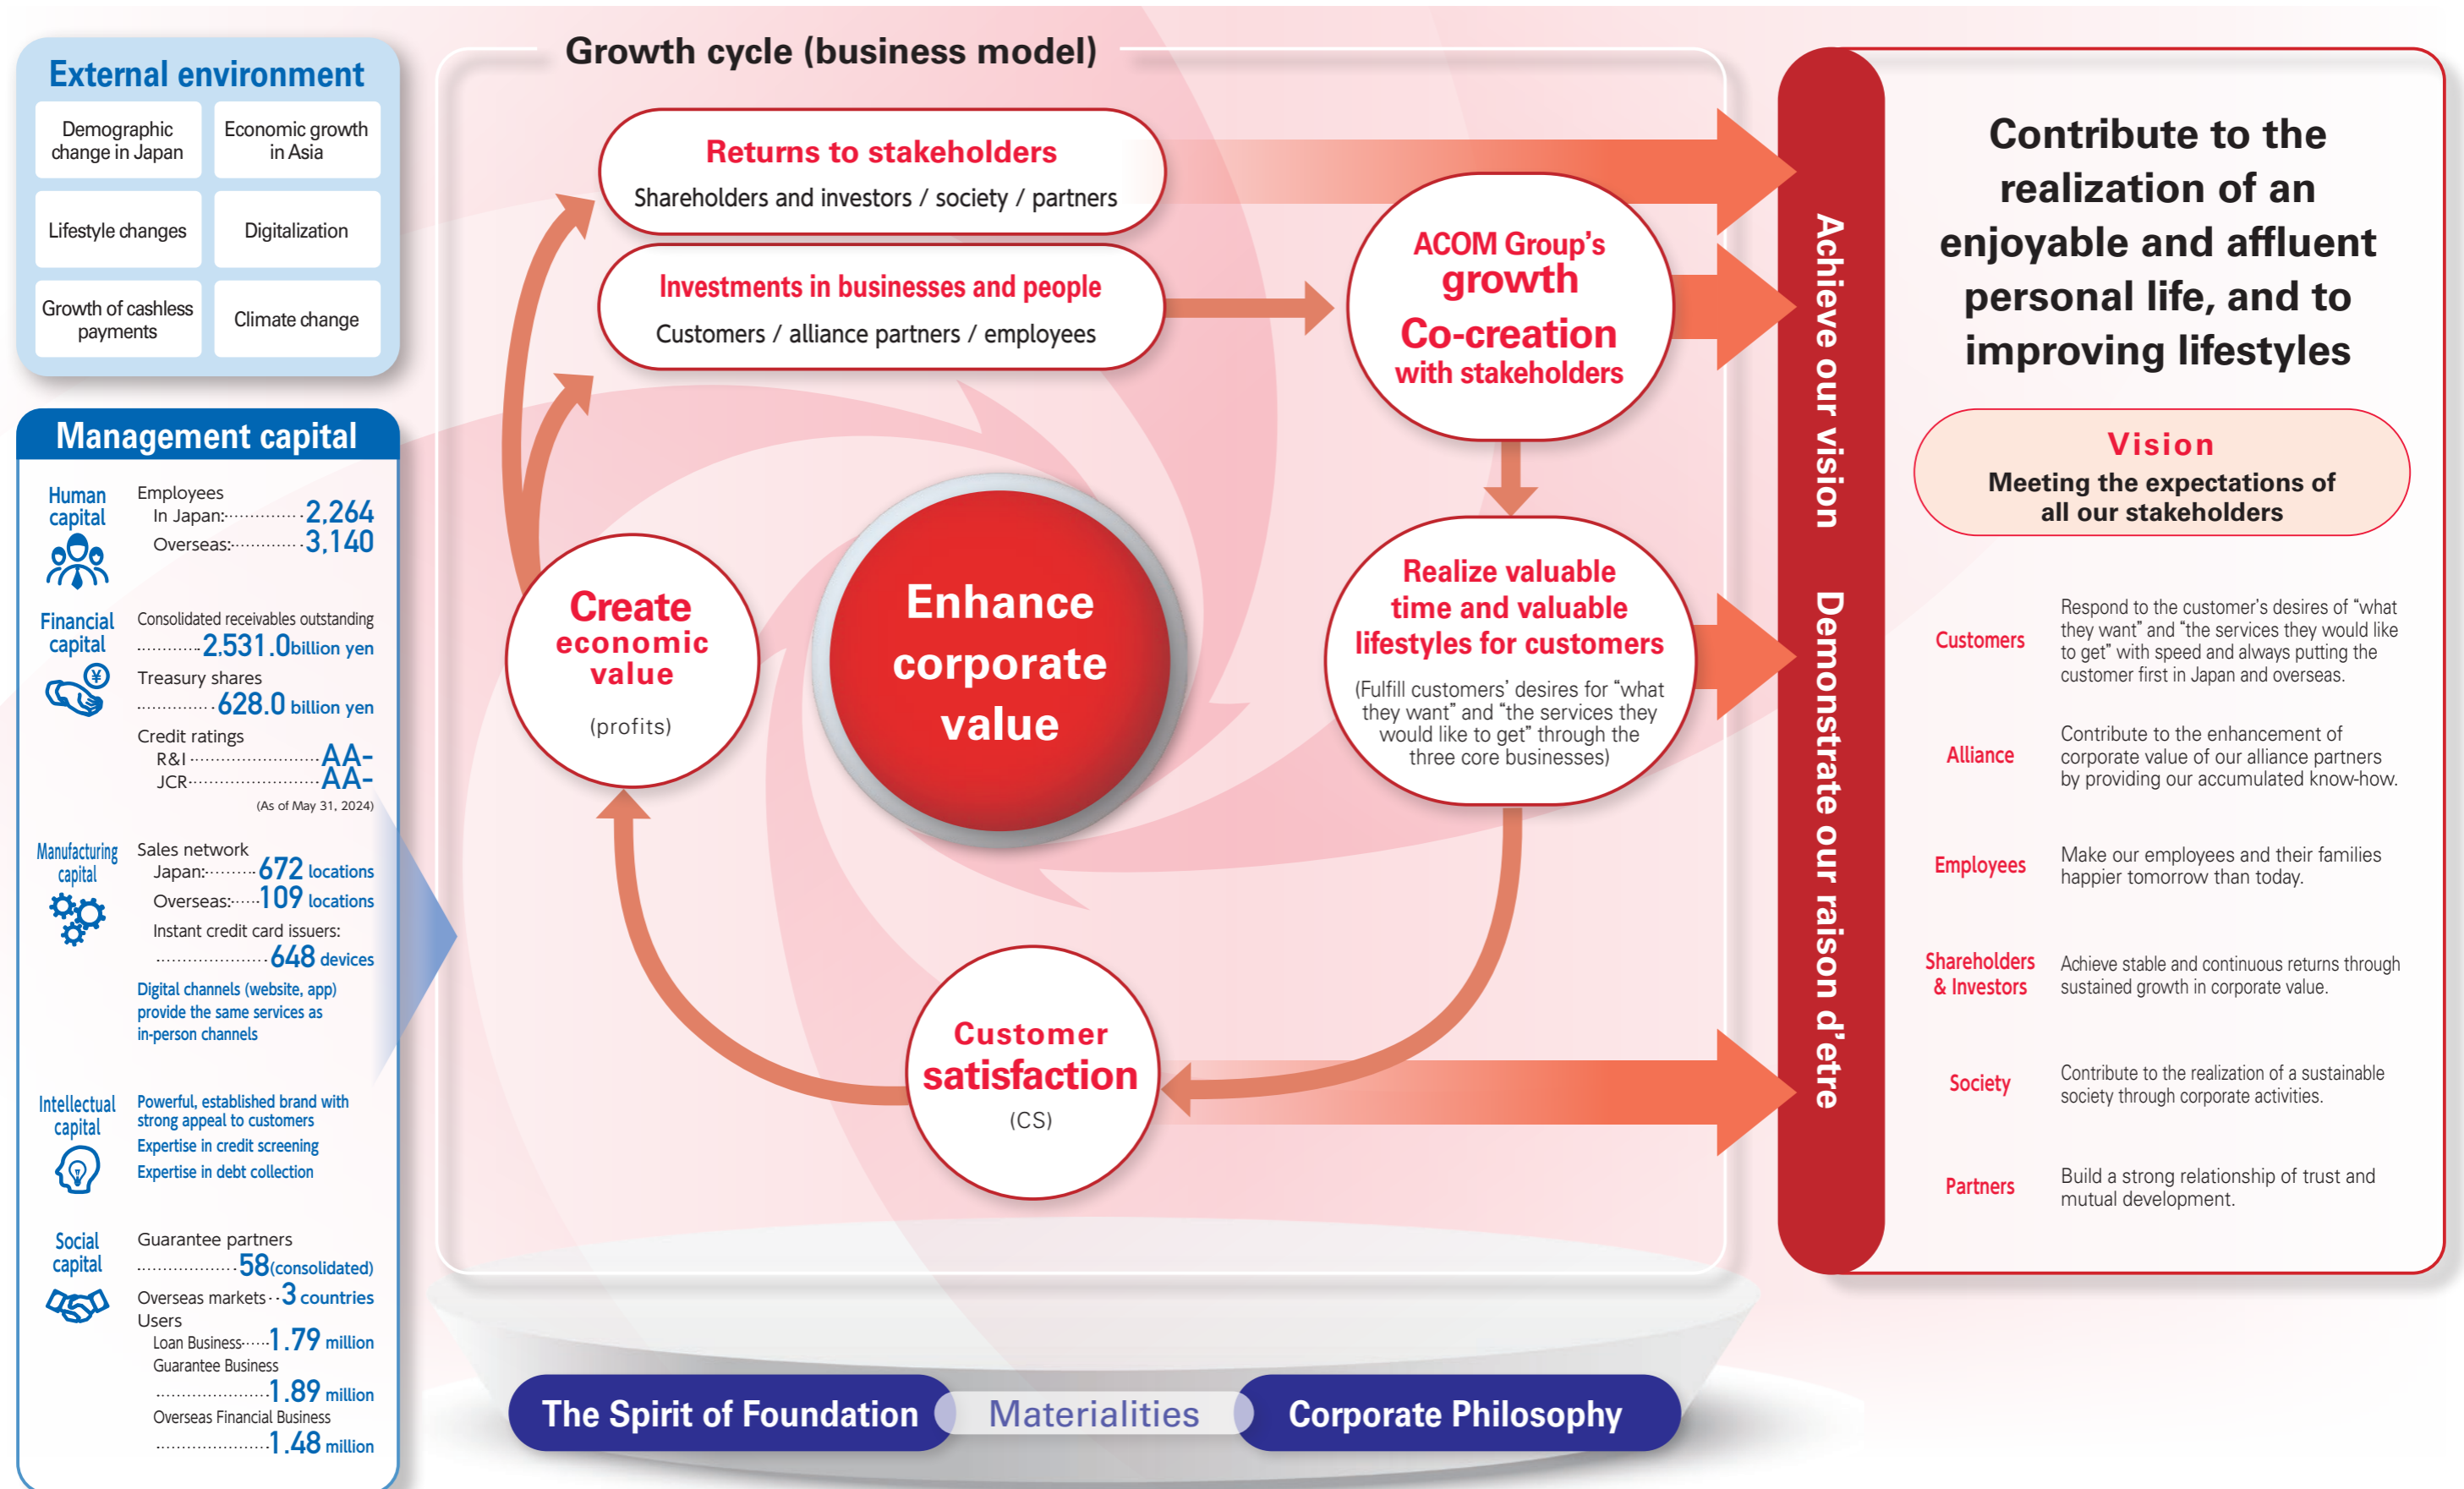 External environment
Demographic
change in Japan
Economic growth
in Asia
Lifestyle changes
Digitalization
Growth of cashless
payments
Climate change
Management capital
Human
capital
Employees
In Japan: 2,264
Overseas: 3,140
Financial
capital
Consolidated receivables outstanding
2,531.0 billion yen
Treasury shares
628.0 billion yen
Credit ratings
R&I AA-
JCR AA-
(As of May 31, 2024)
Manufacturing
capital
Sales network
Japan: 672 locations
Overseas: 109 locations
Instant credit card issuers:
648 devices
Digital channels (website, app)
provide the same services as
in-person channels
Intellectual
capital
Powerful, established brand with
strong appeal to customers
Expertise in credit screening
Expertise in debt collection
Social
capital
Guarantee partners
58 (consolidated)
Overseas markets 3 countries
Users
Loan Business 1.79 million
Guarantee Business
1.89 million
Overseas Financial Business
1.48 million
Growth cycle (business model)
Returns to stakeholders
Shareholders and investors / society / partners
Investments in businesses and people
Customers / alliance partners / employees
ACOM Group's
growth
Co-creation
with stakeholders
Realize valuable
time and valuable
lifestyles for customers
(Fulfill customers' desires for "what
they want" and "the services they
would like to get" through the
three core businesses)
Customer
satisfaction
(CS)
Create
economic
value
(profits)
Enhance
corporate
value
The Spirit of Foundation
Materialities
Corporate Philosophy
Achieve our vision
Demonstrate our raison d'etre
Contribute to the
realization of an
enjoyable and affluent
personal life, and to
improving lifestyles
Vision
Meeting the expectations of
all our stakeholders
Customers
Respond to the customer's desires of "what
they want" and "the services they would like
to get" with speed and always putting the
customer first in Japan and overseas.
Alliance
Contribute to the enhancement of
corporate value of our alliance partners
by providing our accumulated know-how.
Employees
Make our employees and their families
happier tomorrow than today.
Shareholders
& Investors
Achieve stable and continuous returns through
sustained growth in corporate value.
Society
Contribute to the realization of a sustainable
society through corporate activities.
Partners
Build a strong relationship of trust and
mutual development.